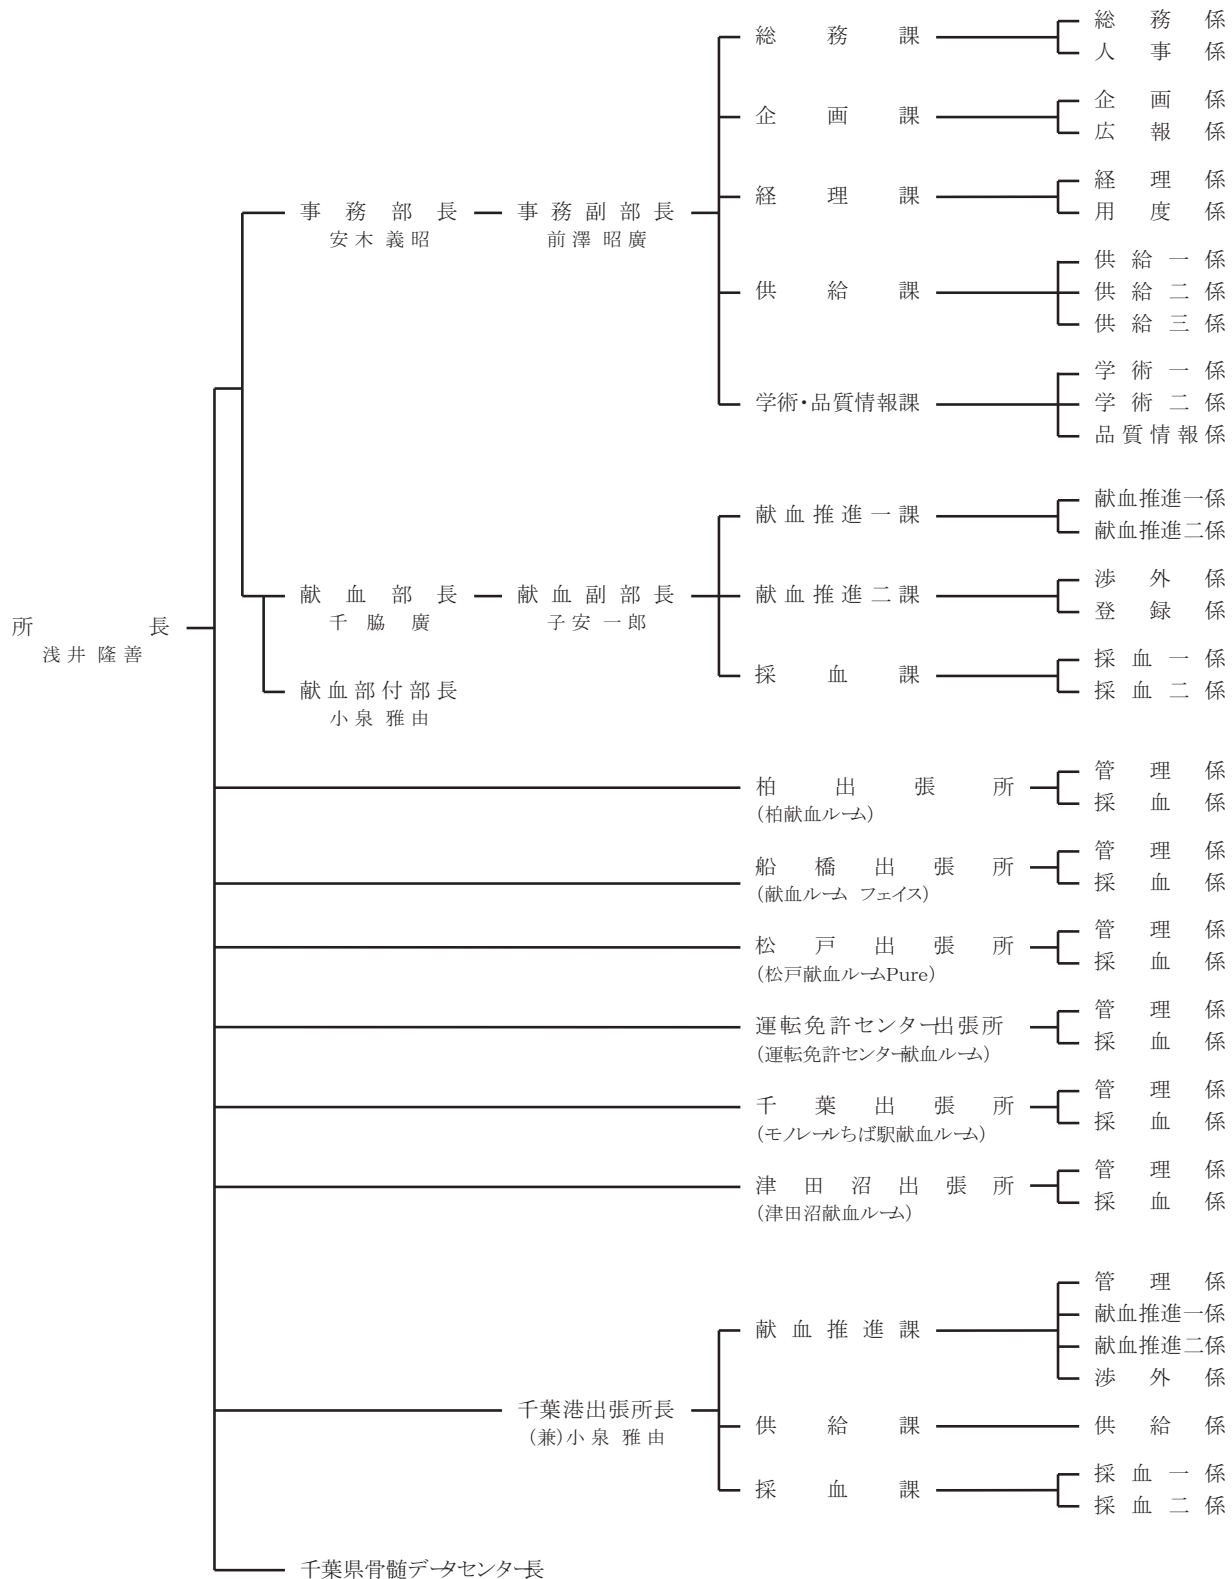 所長
浅井 隆善
事務部長
安木 義昭
事務副部長
前澤 昭廣
総務課
総務係
人事係
企画課
企画係
広報係
経理課
経理係
用度係
供給課
供給一係
供給二係
供給三係
学術・品質情報課
学術一係
学術二係
品質情報係
献血部長
千脇 廣
献血副部長
子安 一郎
献血推進一課
献血推進一係
献血推進二係
献血推進二課
渉外係
登録係
採血課
採血一係
採血二係
献血部付部長
小泉 雅由
柏出張所
(柏献血ルーム)
管理係
採血係
船橋出張所
(献血ルーム フェイス)
管理係
採血係
松戸出張所
(松戸献血ルームPure)
管理係
採血係
運転免許センター出張所
(運転免許センター献血ルーム)
管理係
採血係
千葉出張所
(モノレールちば駅献血ルーム)
管理係
採血係
津田沼出張所
(津田沼献血ルーム)
管理係
採血係
千葉港出張所長
(兼)小泉 雅由
献血推進課
管理係
献血推進一係
献血推進二係
渉外係
供給課
供給係
採血課
採血一係
採血二係
千葉県骨髄データセンター長